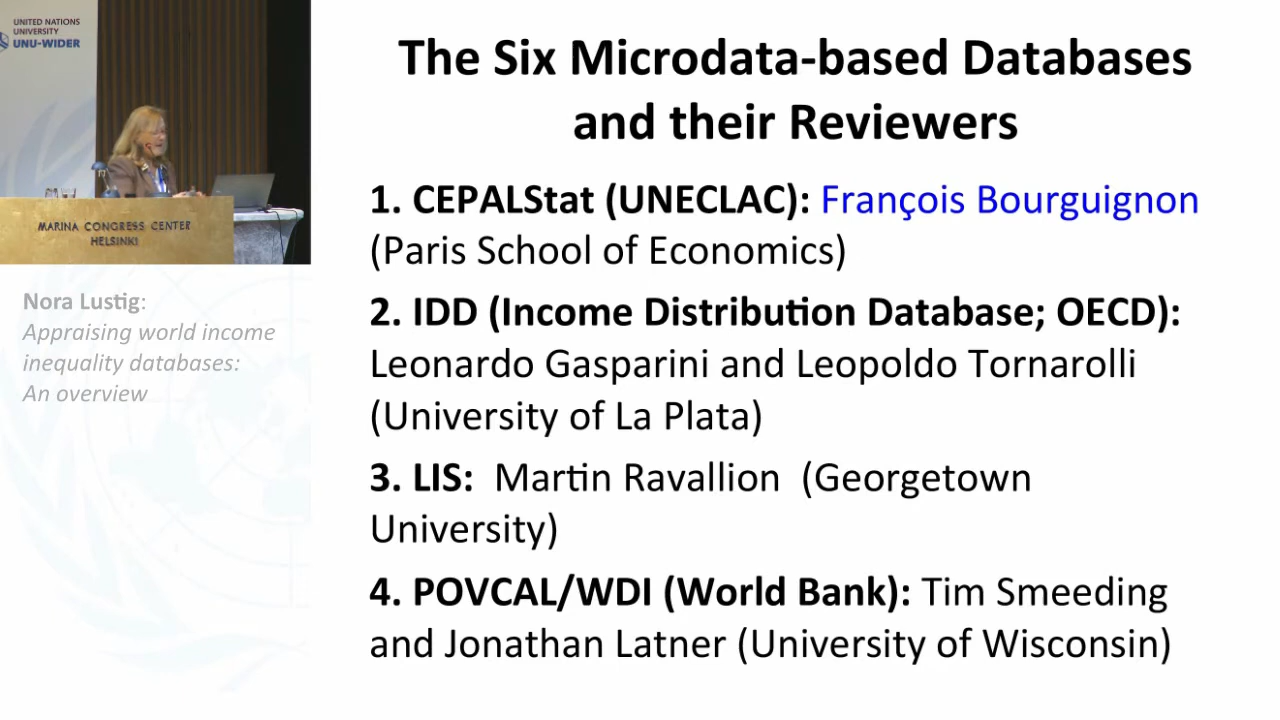 UNITED NATIONS
UNIVERSITY
UNU-WIDER
MARINA CONGRESS CENTER
HELSINKI
Nora Lustig:
Appraising world income
inequality databases:
An overview
The Six Microdata-based Databases
and their Reviewers
1. CEPALStat (UNECLAC): François Bourguignon
(Paris School of Economics)
2. IDD (Income Distribution Database; OECD):
Leonardo Gasparini and Leopoldo Tornarolli
(University of La Plata)
3. LIS: Martin Ravallion (Georgetown
University)
4. POVCAL/WDI (World Bank): Tim Smeeding
and Jonathan Latner (University of Wisconsin)